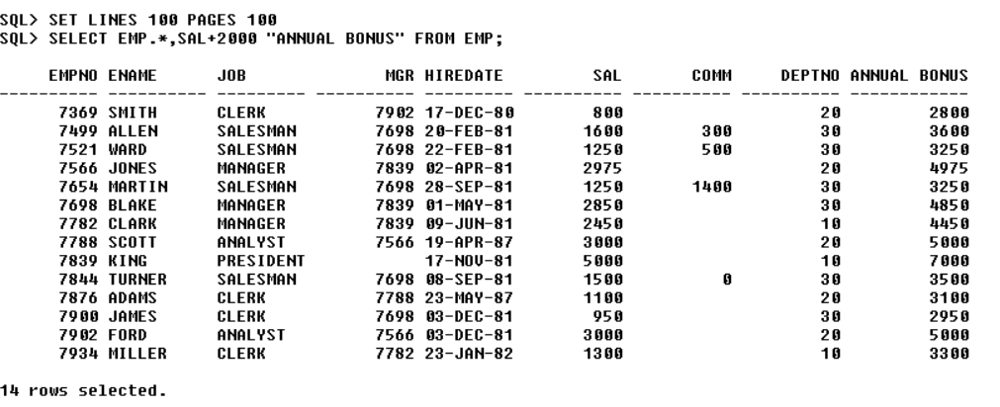 SQL> SET LINES 100 PAGES 100
SQL> SELECT EMP.*,SAL+2000 "ANNUAL BONUS" FROM EMP;
     EMPNO ENAME      JOB              MGR HIREDATE         SAL       COMM     DEPTNO ANNUAL BONUS
---------- ---------- --------- ---------- --------- ---------- ---------- ---------- ------------
      7369 SMITH      CLERK           7902 17-DEC-80        800                    20         2800
      7499 ALLEN      SALESMAN        7698 20-FEB-81       1600        300         30         3600
      7521 WARD       SALESMAN        7698 22-FEB-81       1250        500         30         3250
      7566 JONES      MANAGER         7839 02-APR-81       2975                    20         4975
      7654 MARTIN     SALESMAN        7698 28-SEP-81       1250       1400         30         3250
      7698 BLAKE      MANAGER         7839 01-MAY-81       2850                    30         4850
      7782 CLARK      MANAGER         7839 09-JUN-81       2450                    10         4450
      7788 SCOTT      ANALYST         7566 19-APR-87       3000                    20         5000
      7839 KING       PRESIDENT            17-NOV-81       5000                    10         7000
      7844 TURNER     SALESMAN        7698 08-SEP-81       1500          0         30         3500
      7876 ADAMS      CLERK           7788 23-MAY-87       1100                    20         3100
      7900 JAMES      CLERK           7698 03-DEC-81        950                    30         2950
      7902 FORD       ANALYST         7566 03-DEC-81       3000                    20         5000
      7934 MILLER     CLERK           7782 23-JAN-82       1300                    10         3300
14 rows selected.